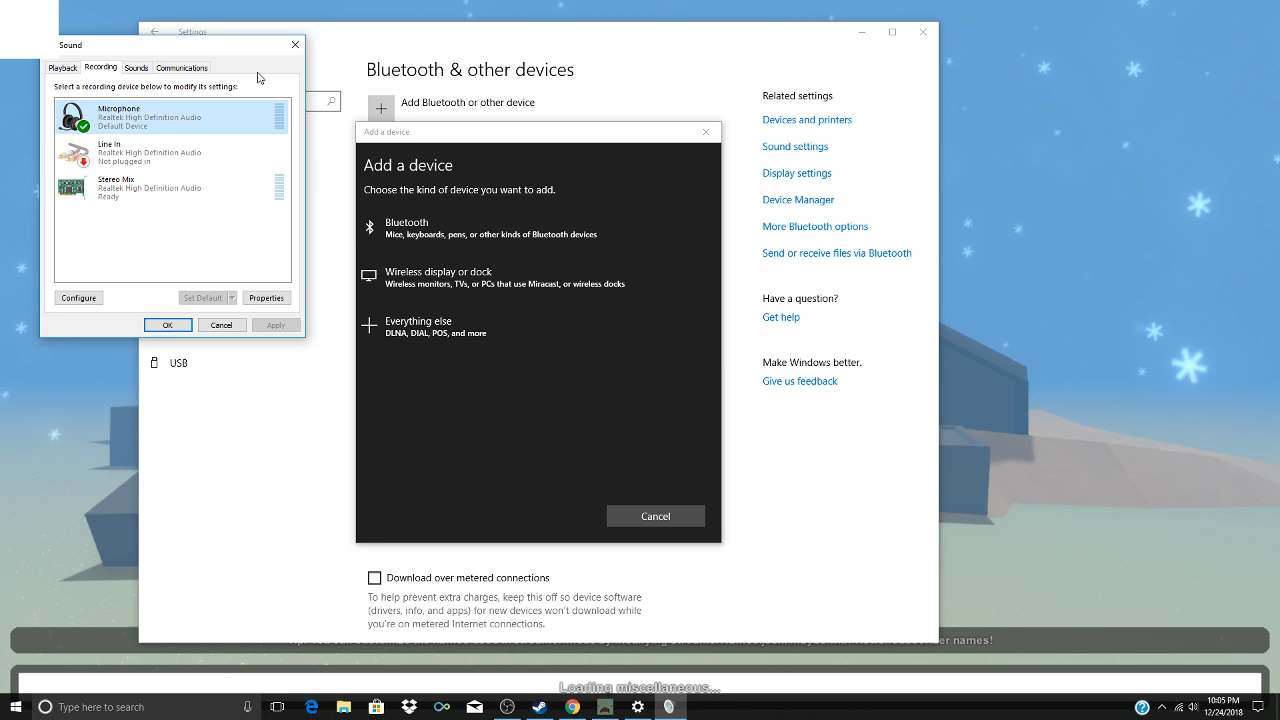 Settings
Sound
Playback
Recording
Sounds
Communications
Select a recording device below to modify its settings:
Microphone
Realtek High Definition Audio
Default Device
Line In
Realtek High Definition Audio
Not plugged in
Stereo Mix
Realtek High Definition Audio
Ready
Configure
Set Default
Properties
OK
Cancel
Apply
USB
Bluetooth & other devices
Add Bluetooth or other device
Add a device
Add a device
Choose the kind of device you want to add.
Bluetooth
Mice, keyboards, pens, or other kinds of Bluetooth devices
Wireless display or dock
Wireless monitors, TVs, or PCs that use Miracast, or wireless docks
Everything else
DLNA, DIAL, POS, and more
Cancel
Download over metered connections
To help prevent extra charges, keep this off so device software
(drivers, info, and apps) for new devices won't download while
you're on metered Internet connections.
Related settings
Devices and printers
Sound settings
Display settings
Device Manager
More Bluetooth options
Send or receive files via Bluetooth
Have a question?
Get help
Make Windows better.
Give us feedback
names!
Loading miscellaneous...
Type here to search
10:05 PM
12/24/2018